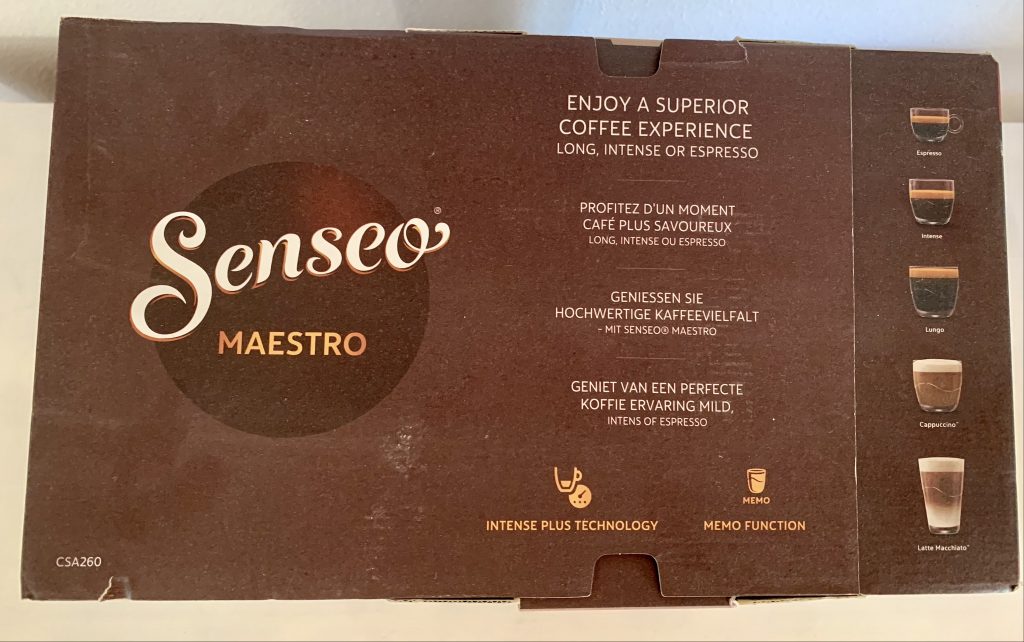 Senseo®
MAESTRO
CSA260
ENJOY A SUPERIOR
COFFEE EXPERIENCE
LONG, INTENSE OR ESPRESSO
PROFITEZ D'UN MOMENT
CAFÉ PLUS SAVOUREUX
LONG, INTENSE OU ESPRESSO
GENIESSEN SIE
HOCHWERTIGE KAFFEEVIELFALT
- MIT SENSEO® MAESTRO
GENIET VAN EEN PERFECTE
KOFFIE ERVARING MILD,
INTENS OF ESPRESSO
INTENSE PLUS TECHNOLOGY
MEMO
MEMO FUNCTION
Espresso
Intense
Lungo
Cappuccino*
Latte Macchiato*